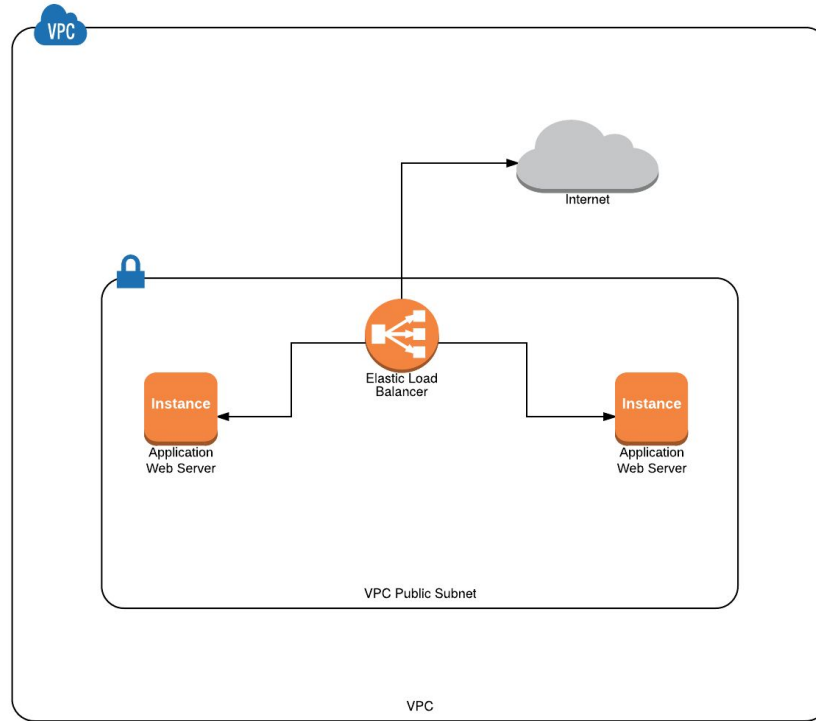 VPC
Internet
Elastic Load
Balancer
Instance
Application
Web Server
Instance
Application
Web Server
VPC Public Subnet
VPC